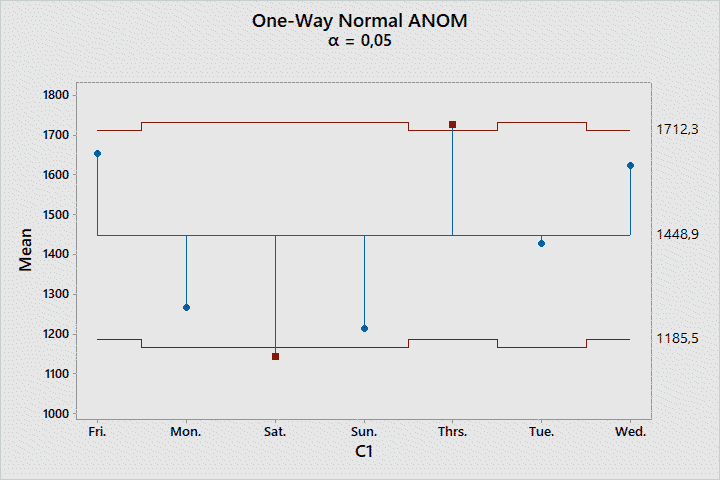 One-Way Normal ANOM
α = 0,05
1800
1700
1600
1500
1400
1300
1200
1100
1000
Mean
1712,3
1448,9
1185,5
Fri. Mon. Sat. Sun. Thrs. Tue. Wed.
C1